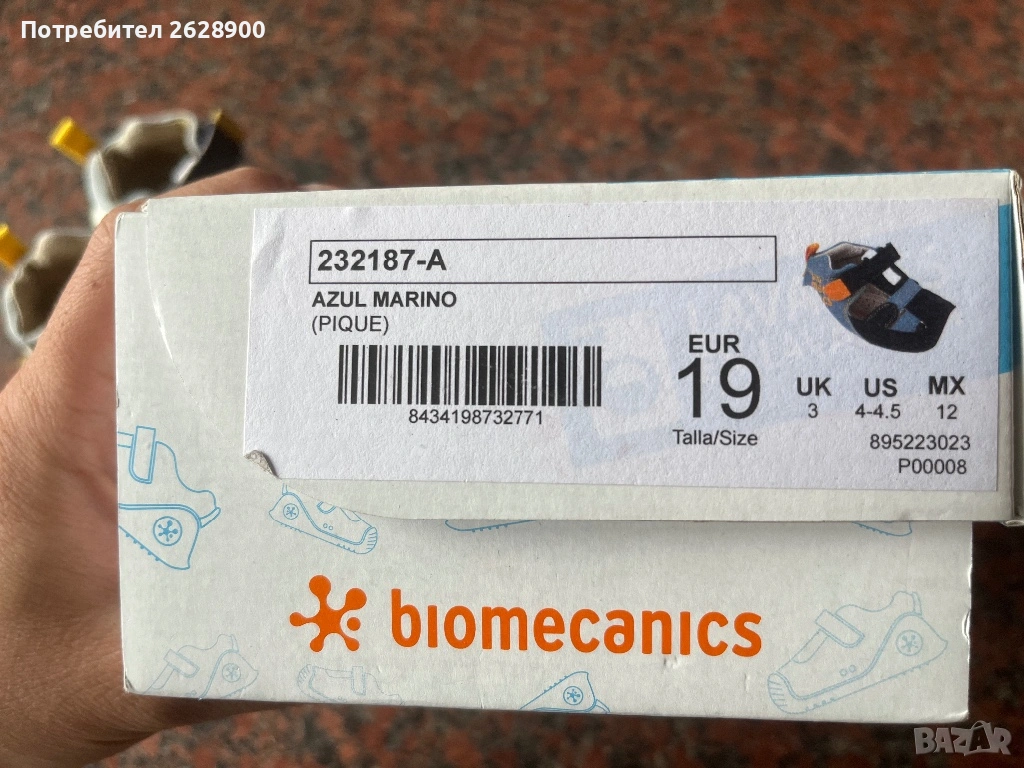 Потребител 2628900
232187-A
AZUL MARINO
(PIQUE)
8434198732771
EUR
19
Talla/Size
UK US MX
3 4-4.5 12
895223023
P00008
biomecanics
BAZAR